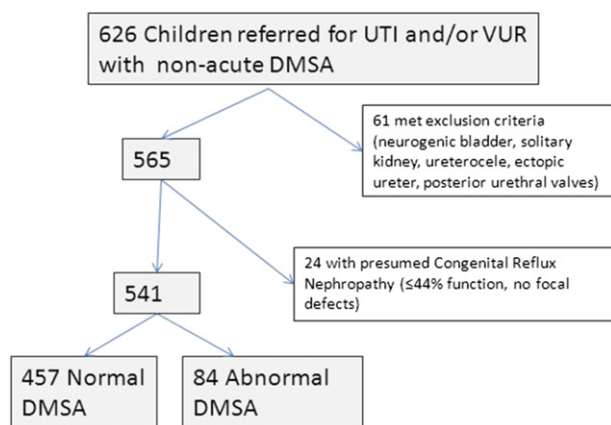 626 Children referred for UTI and/or VUR
with non-acute DMSA
61 met exclusion criteria
(neurogenic bladder, solitary
kidney, ureterocele, ectopic
ureter, posterior urethral valves)
565
24 with presumed Congenital Reflux
Nephropathy (≤44% function, no focal
defects)
541
457 Normal
DMSA
84 Abnormal
DMSA